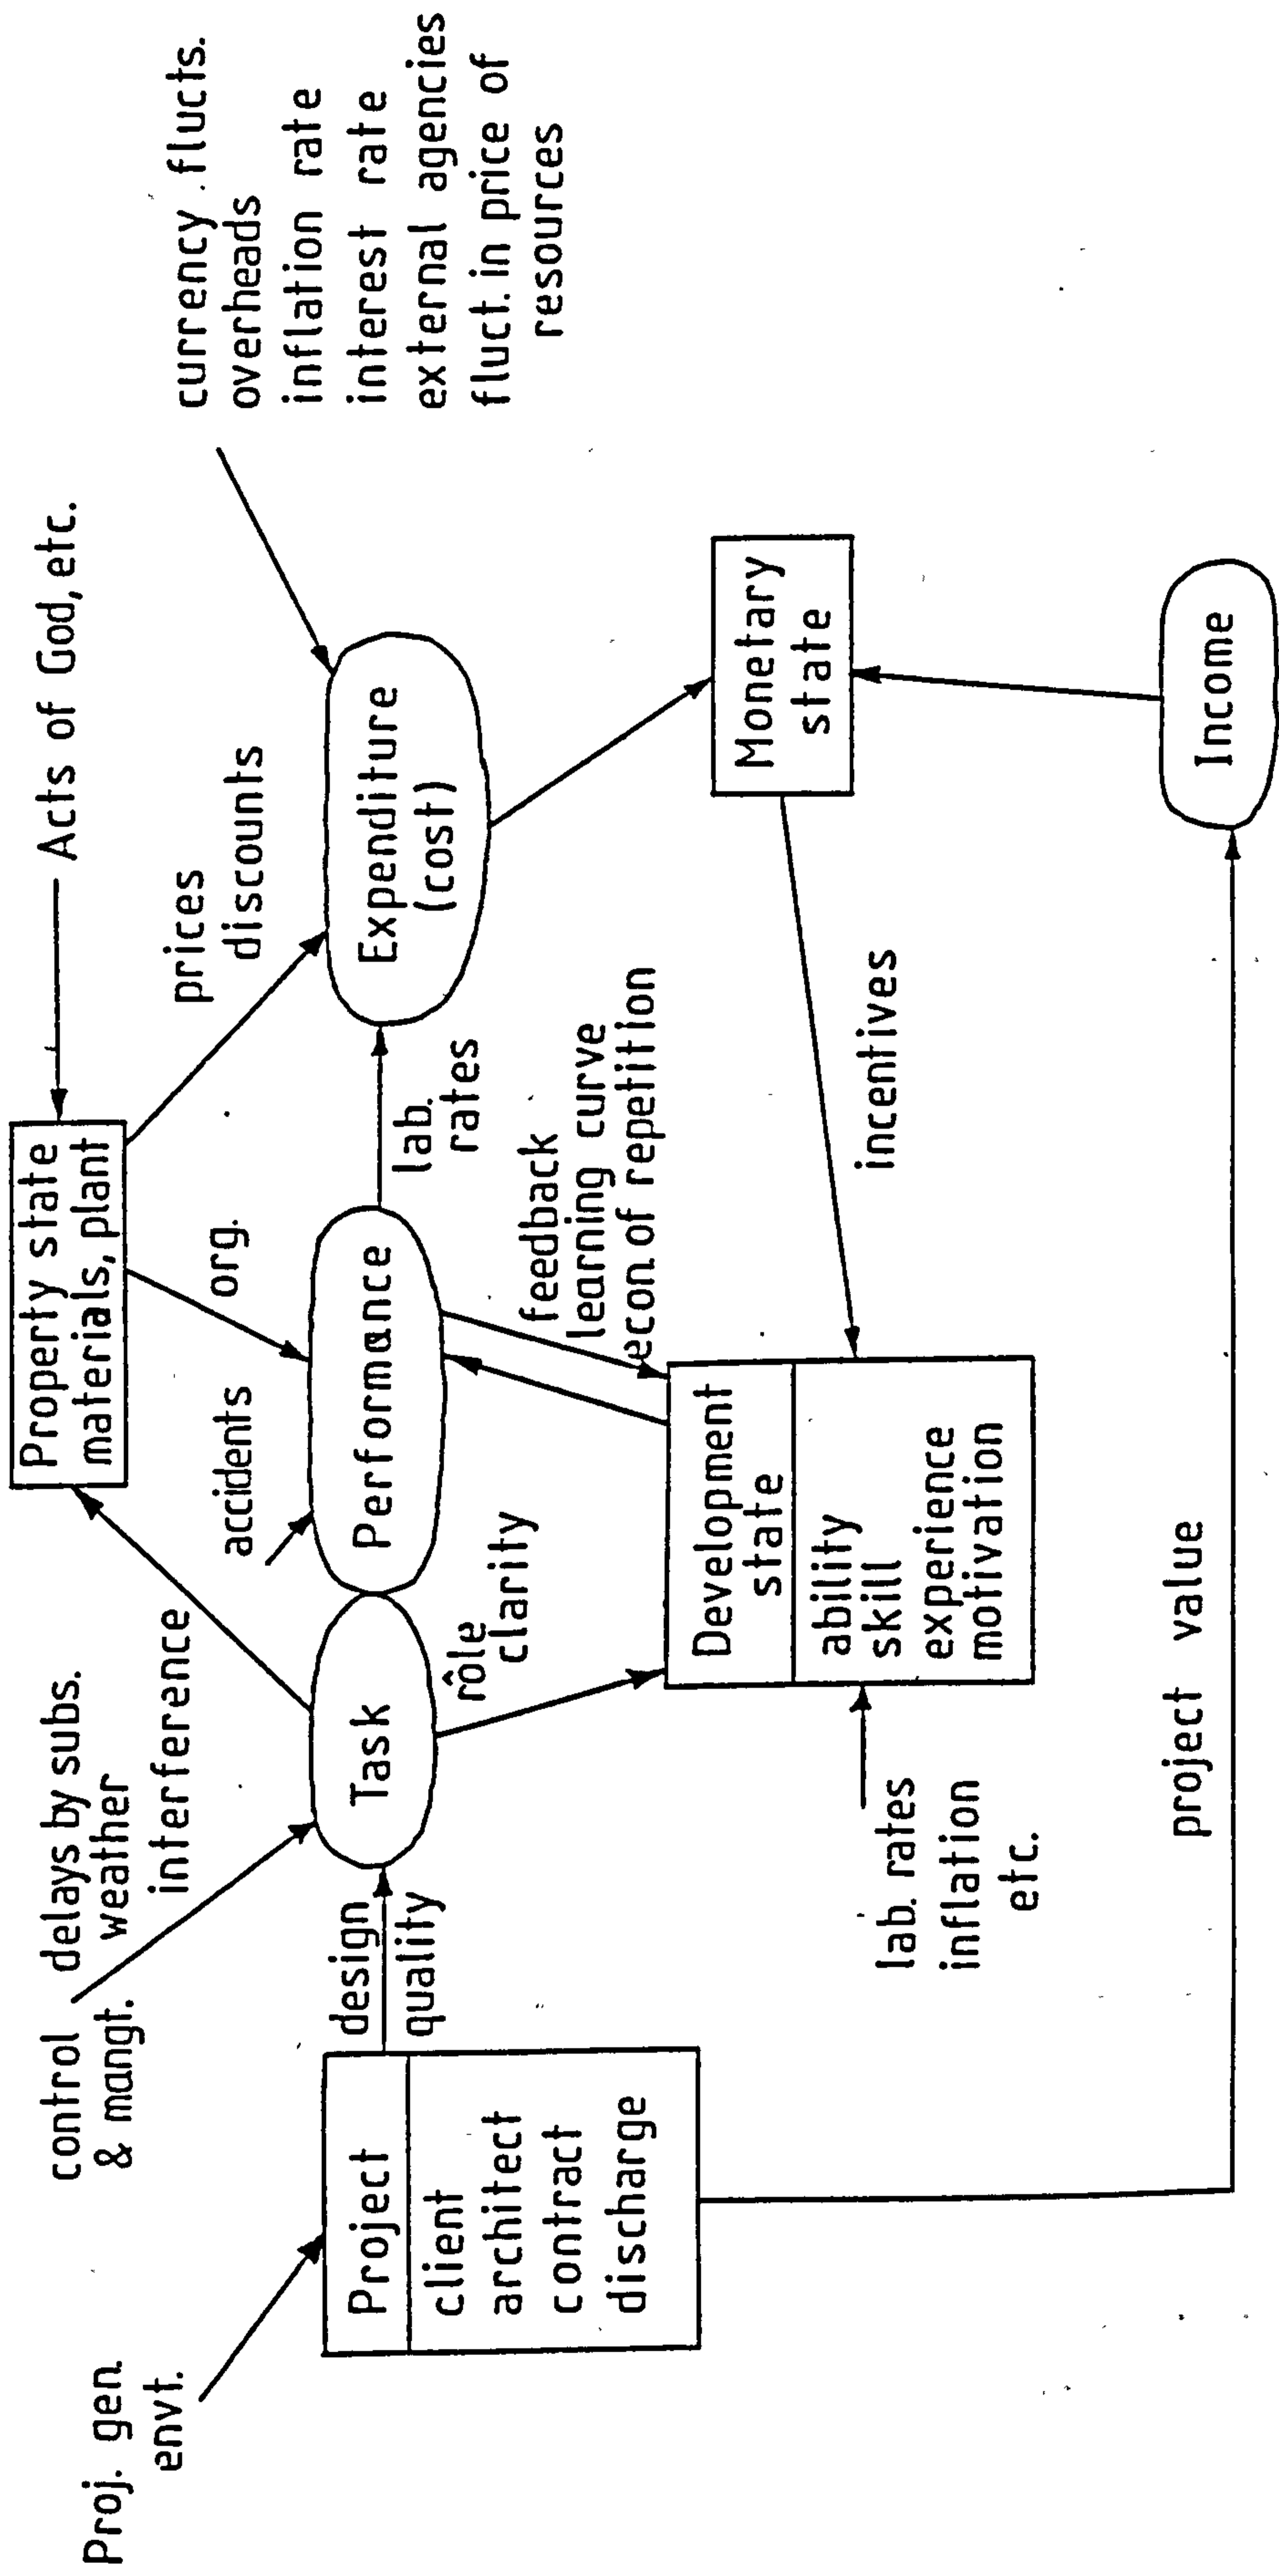 Proj. gen.
envt.
control
& mangt.
delays by subs.
weather
interference
Acts of God, etc.
Property state
materials, plant
accidents
org.
prices
discounts
currency flucts.
overheads
inflation rate
interest rate
external agencies
fluct. in price of
resources
Project
client
architect
contract
discharge
design
quality
Task
rôle
clarity
Performance
lab.
rates
Expenditure
(cost)
feedback
learning curve
econ. of repetition
Development
state
ability
skill
experience
motivation
lab. rates
inflation
etc.
incentives
Monetary
state
project value
Income